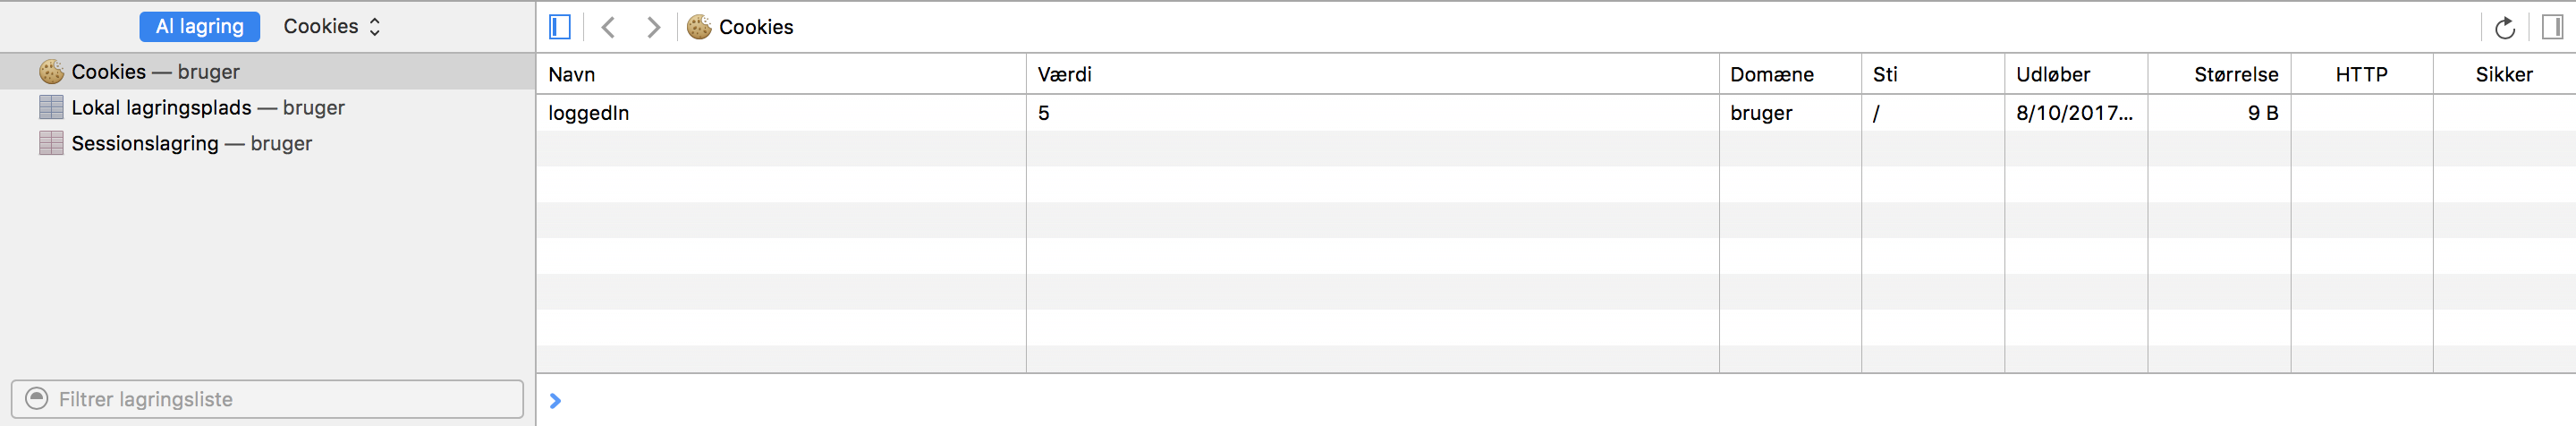 Al lagring Cookies
Cookies — bruger
Lokal lagringsplads — bruger
Sessionslagring — bruger
Filtrer lagringsliste
Cookies
Navn Værdi Domæne Sti Udløber Størrelse HTTP Sikker
loggedIn 5 bruger / 8/10/2017... 9 B